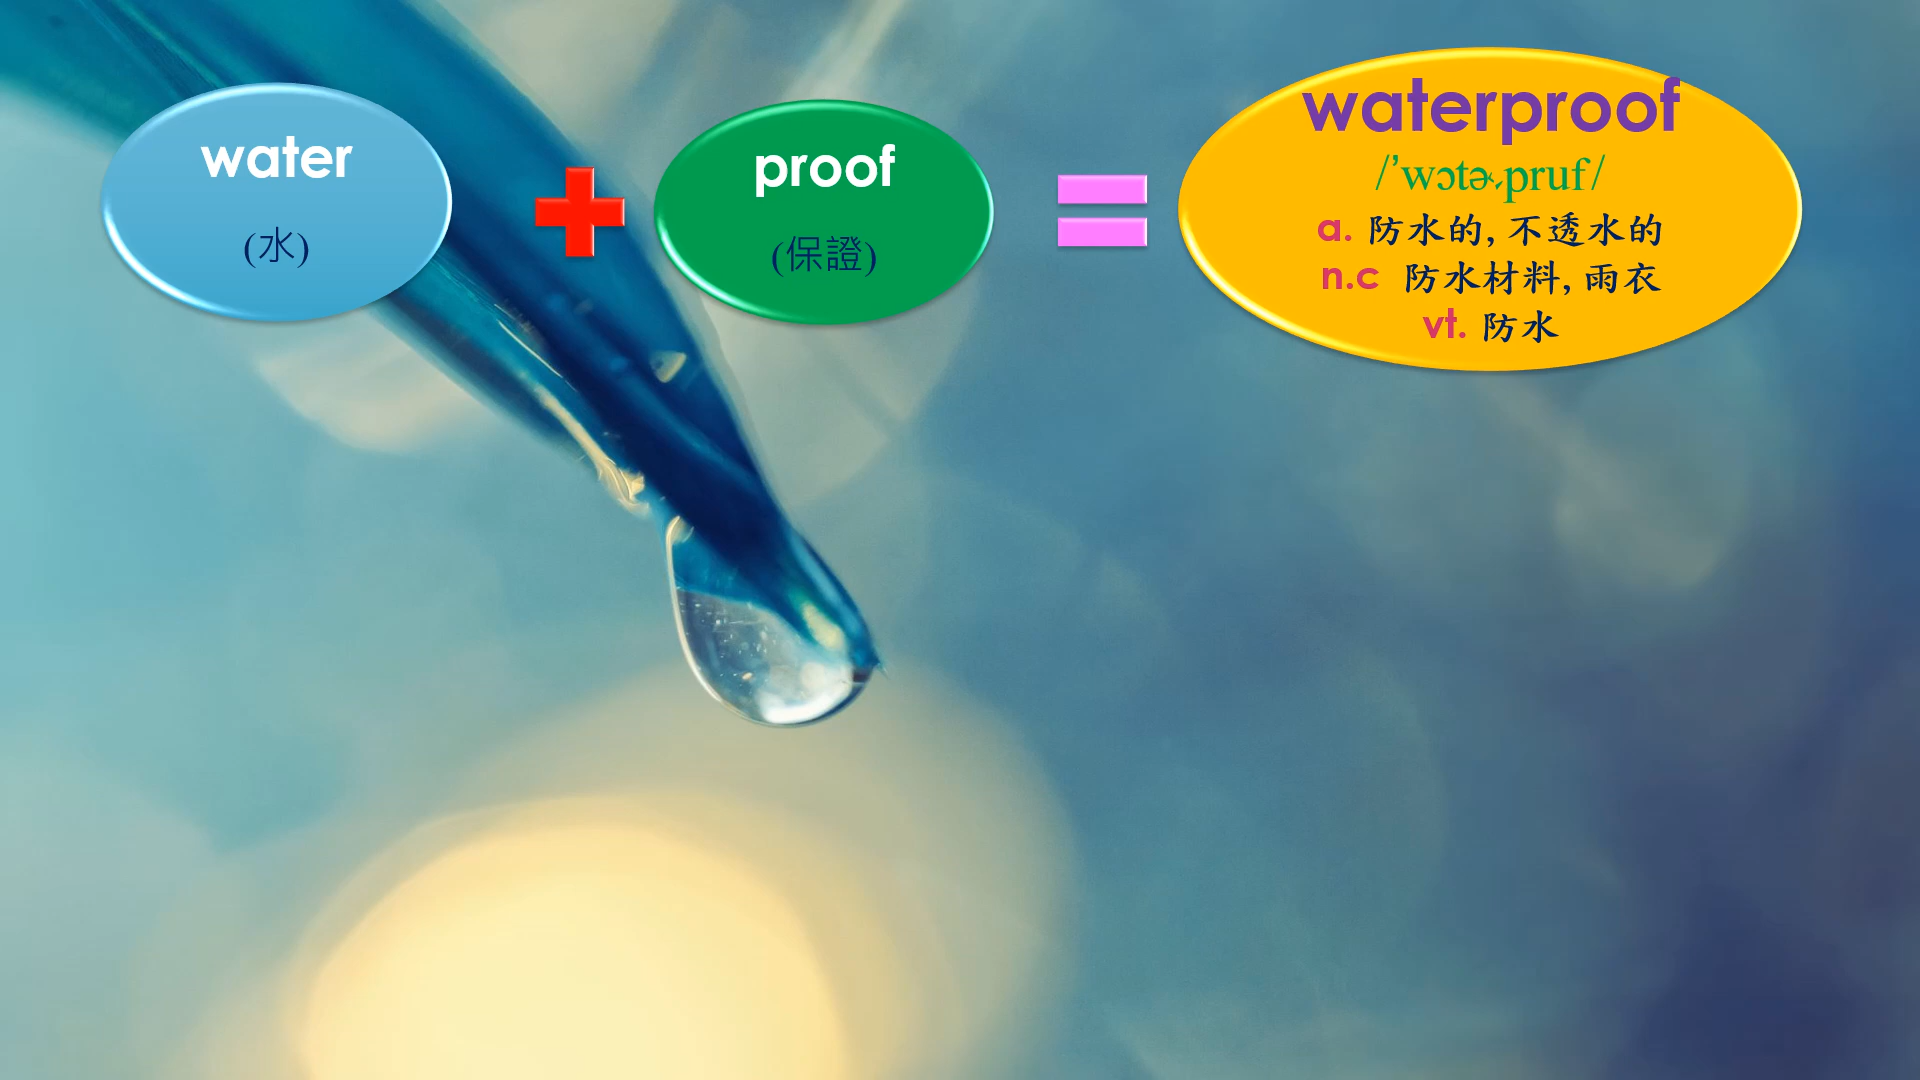 water
(水)
proof
(保證)
waterproof
/ˈwɔtɚˏpruf/
a. 防水的, 不透水的
n.c 防水材料, 雨衣
vt. 防水